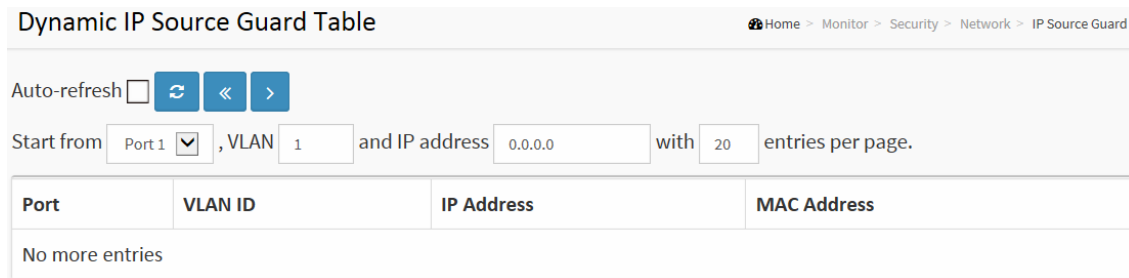 Dynamic IP Source Guard Table
Home > Monitor > Security > Network > IP Source Guard
Auto-refresh
Start from Port 1 , VLAN 1 and IP address 0.0.0.0 with 20 entries per page.
Port VLAN ID IP Address MAC Address
No more entries